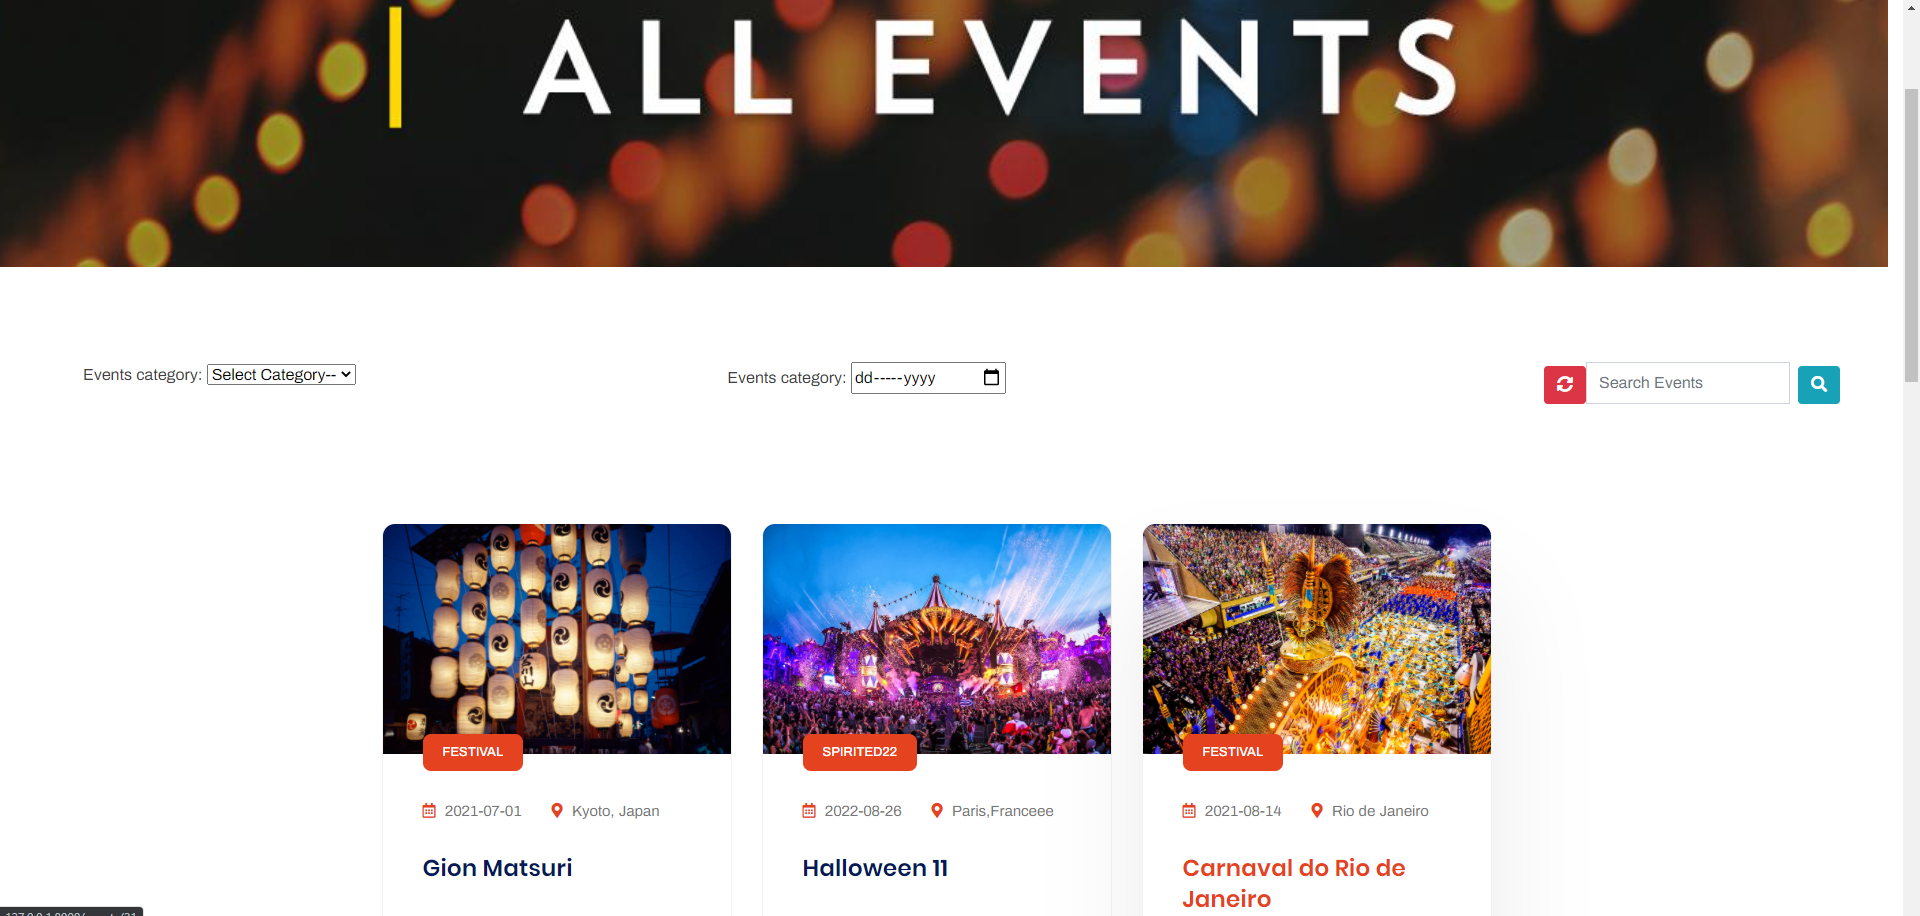 ALL EVENTS
Events category: Select Category--
Events category: dd-----yyyy
Search Events
FESTIVAL
2021-07-01 Kyoto, Japan
Gion Matsuri
SPIRITED22
2022-08-26 Paris,Franceee
Halloween 11
FESTIVAL
2021-08-14 Rio de Janeiro
Carnaval do Rio de
Janeiro